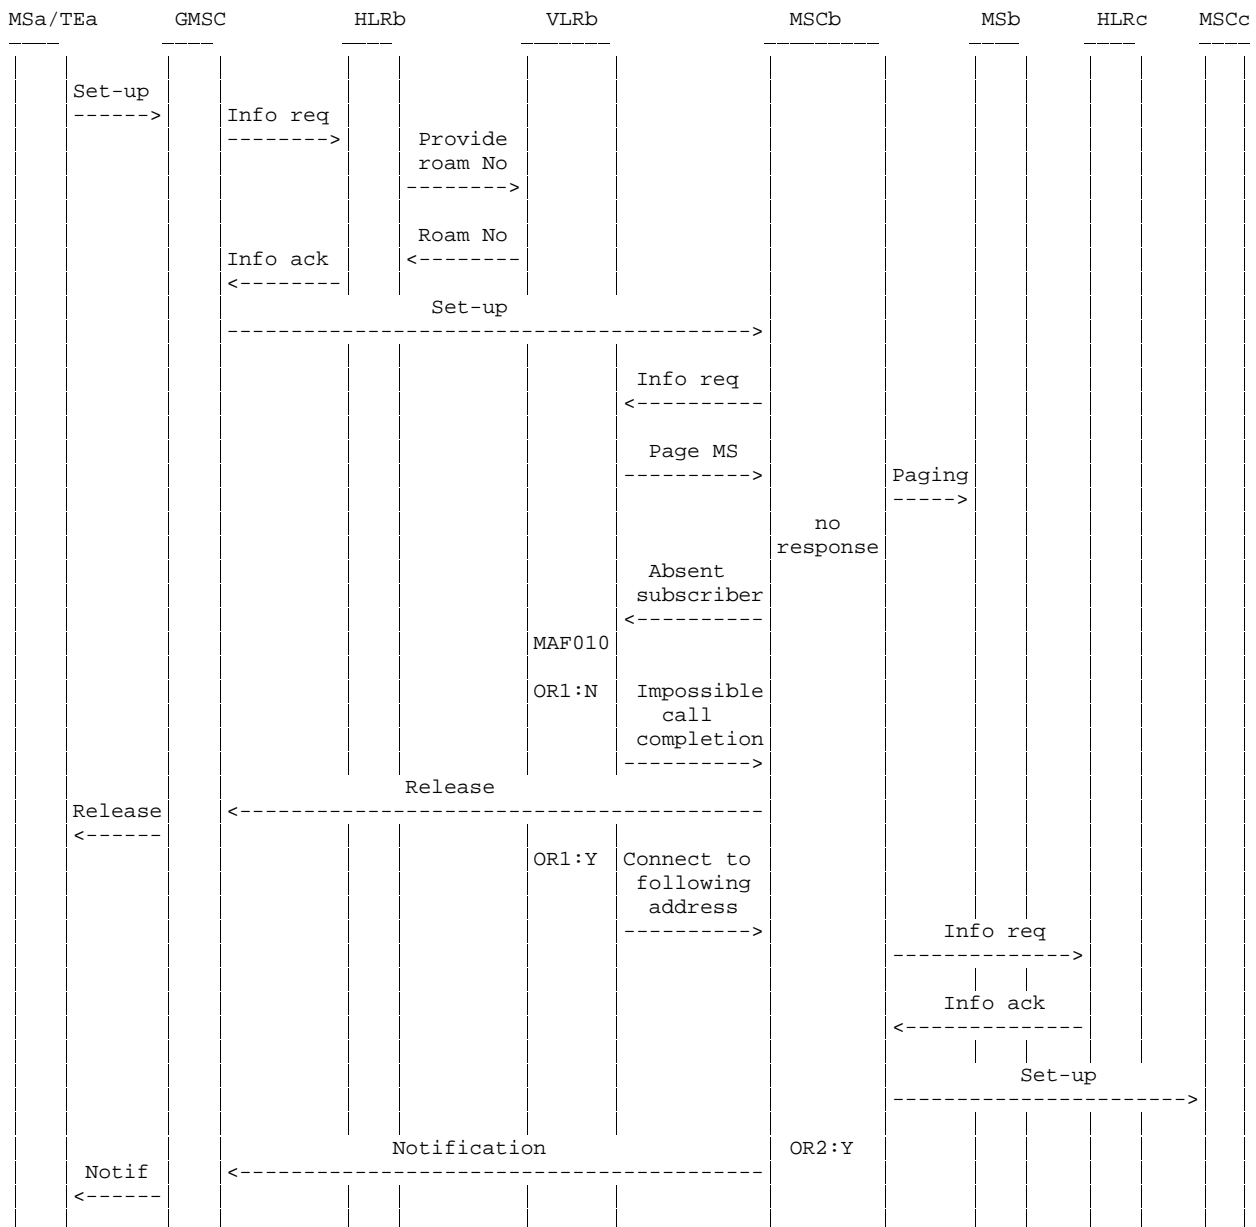 MSa/TEa GMSC HLRb VLRb MSCb MSb HLRc MSCc
Set-up
------> Info req
--------> Provide
roam No
-------->
Roam No
Info ack <--------
<--------
Set-up
----------------------------------------->
Info req
<----------
Page MS
----------> Paging
----->
no
response
Absent
subscriber
<----------
MAF010
OR1:N Impossible
call
completion
---------->
Release
Release <-----------------------------------------
<------
OR1:Y Connect to
following
address
----------> Info req
-------------->
Info ack
<--------------
Set-up
----------------------->
Notification OR2:Y
Notif <-----------------------------------------
<------